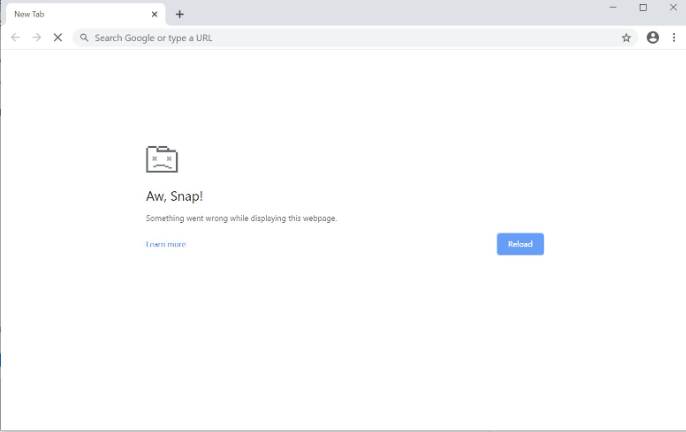 New Tab
Search Google or type a URL
Aw, Snap!
Something went wrong while displaying this webpage.
Learn more
Reload